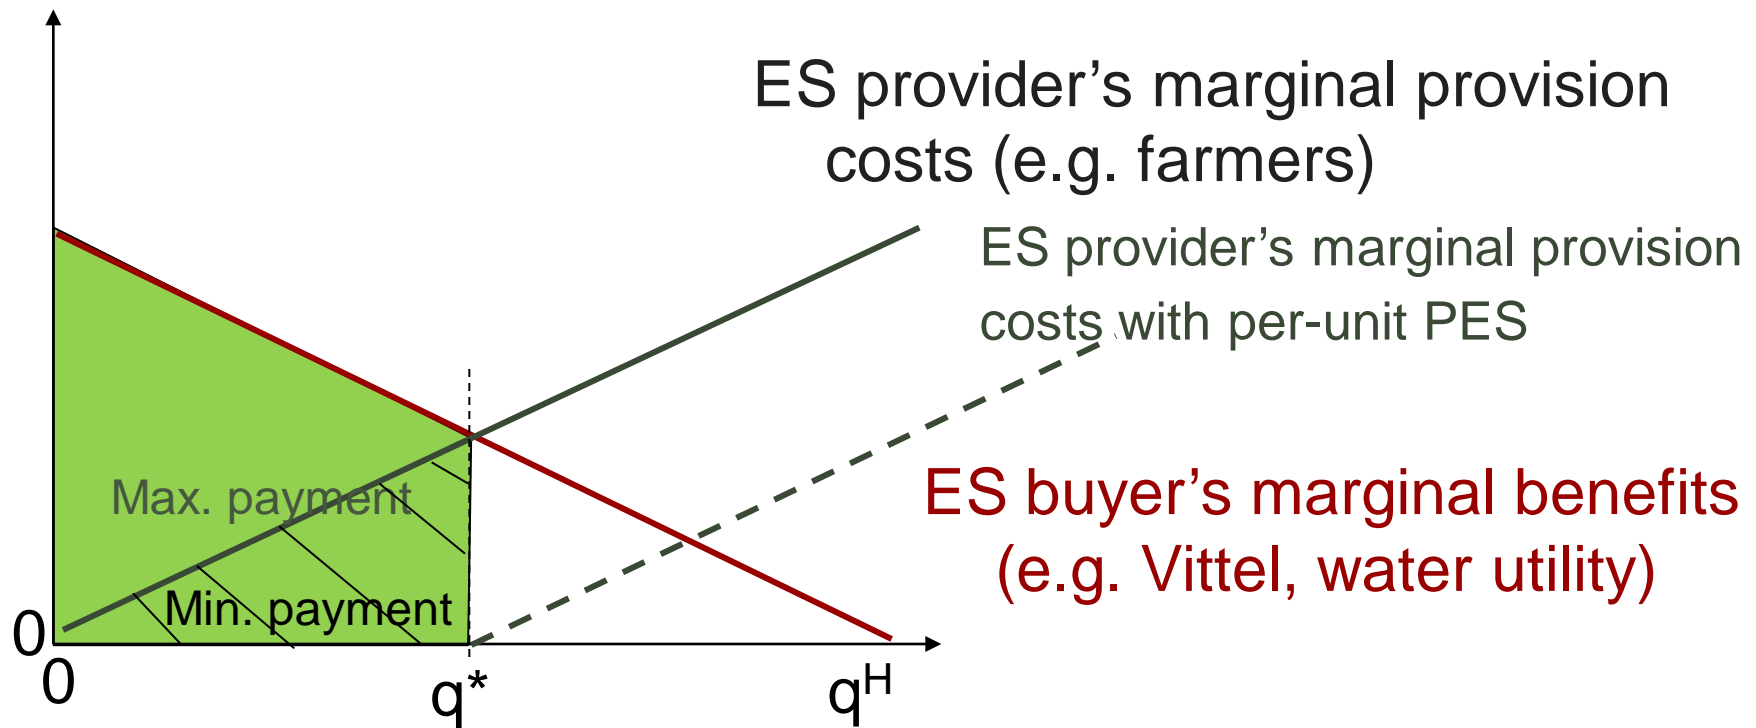 ES provider’s marginal provision
costs (e.g. farmers)
ES provider’s marginal provision
costs with per-unit PES
Max. payment
ES buyer’s marginal benefits
(e.g. Vittel, water utility)
Min. payment
0
0
q*
qᴴ